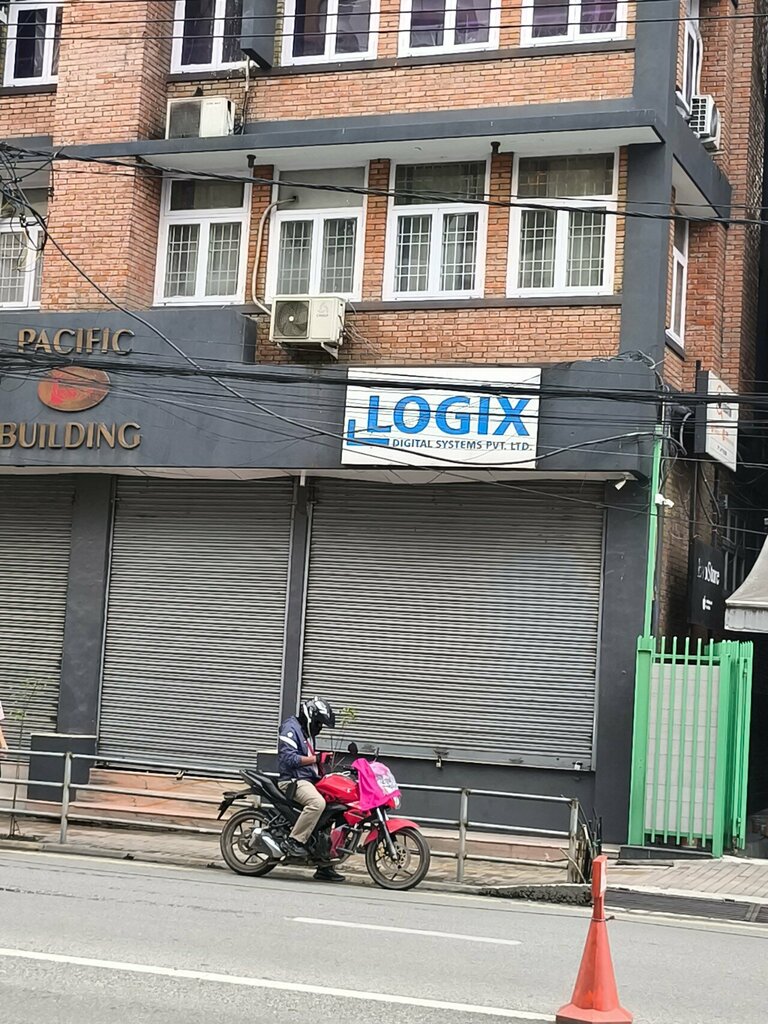 PACIFIC
BUILDING
LOGIX
DIGITAL SYSTEMS PVT. LTD.